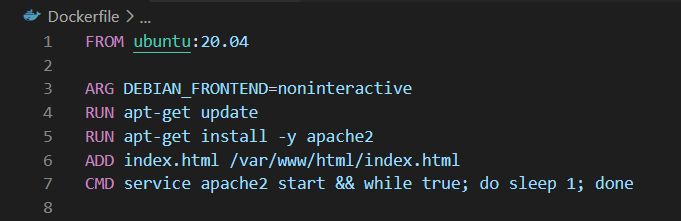 Dockerfile > ...
1 FROM ubuntu:20.04
2
3 ARG DEBIAN_FRONTEND=noninteractive
4 RUN apt-get update
5 RUN apt-get install -y apache2
6 ADD index.html /var/www/html/index.html
7 CMD service apache2 start && while true; do sleep 1; done
8